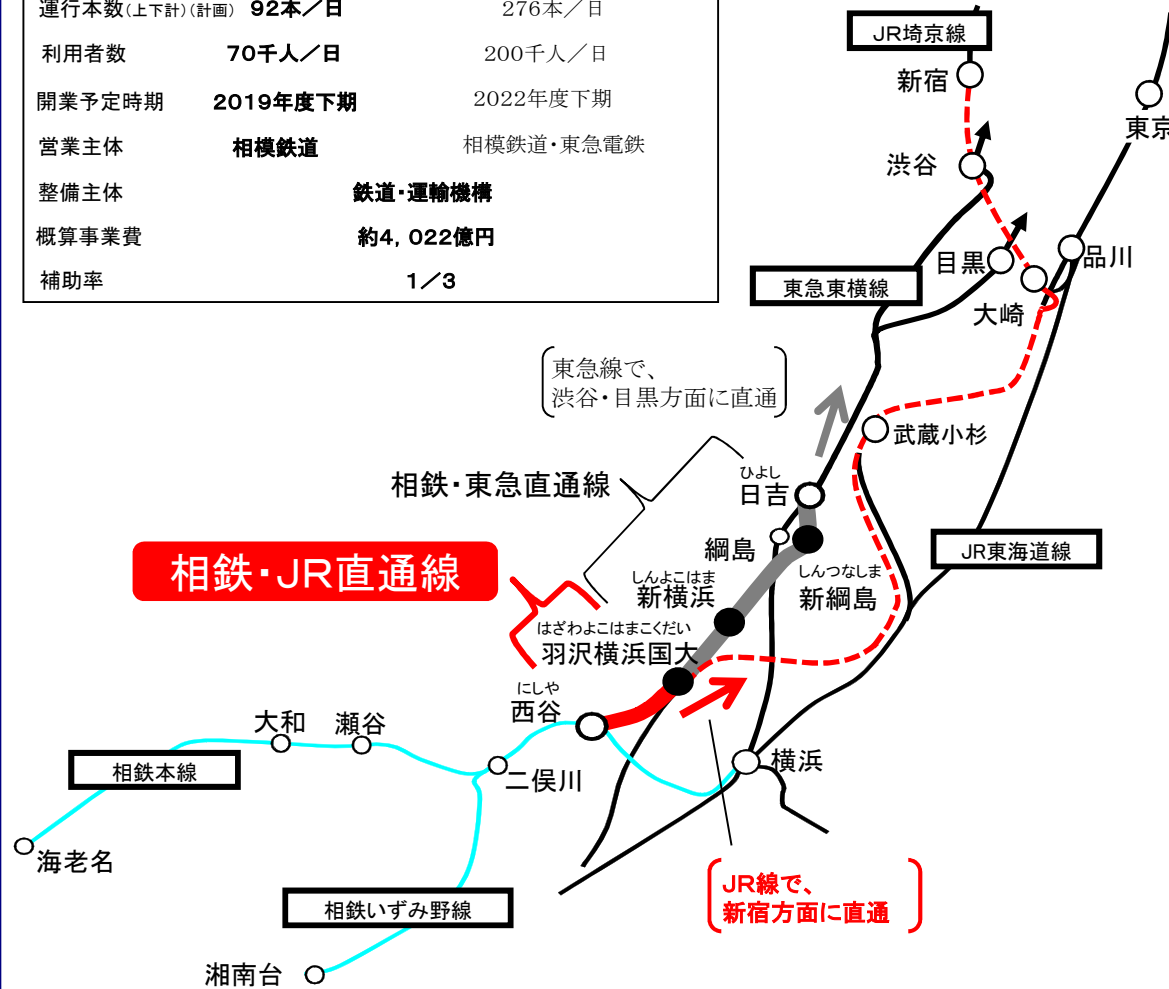 運行本数(上下計)(計画) 92本/日 276本/日
利用者数 70千人/日 200千人/日
開業予定時期 2019年度下期 2022年度下期
営業主体 相模鉄道 相模鉄道・東急電鉄
整備主体 鉄道・運輸機構
概算事業費 約4,022億円
補助率 1/3
JR埼京線
新宿
東京
渋谷
目黒
品川
東急東横線
大崎
東急線で、
渋谷・目黒方面に直通
武蔵小杉
相鉄・東急直通線
ひよし
日吉
綱島
JR東海道線
相鉄・JR直通線
しんよこはま
新横浜
しんつなしま
新綱島
はざわよこはまこくだい
羽沢横浜国大
にしや
西谷
大和
瀬谷
二俣川
横浜
相鉄本線
海老名
JR線で、
新宿方面に直通
相鉄いずみ野線
湘南台